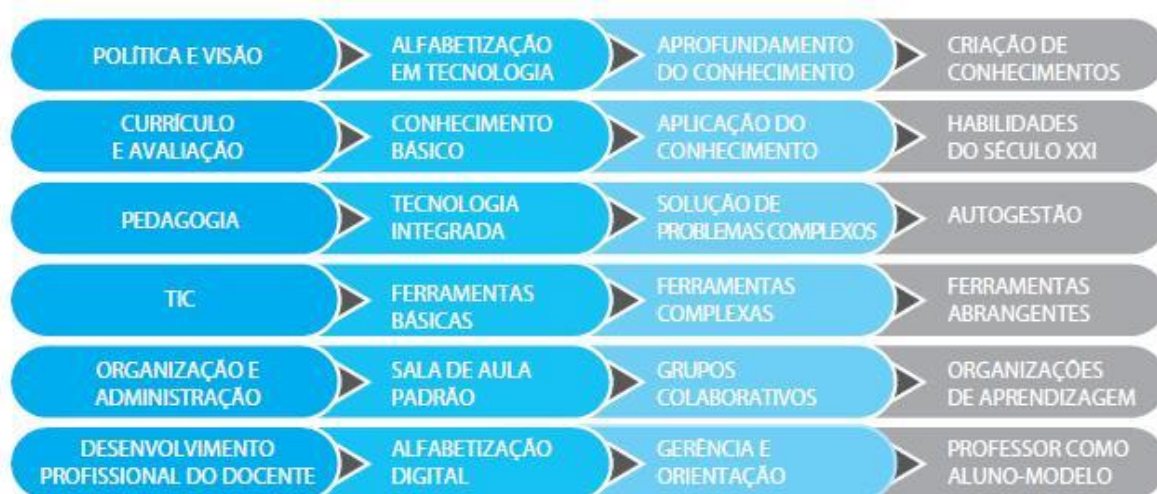 POLÍTICA E VISÃO
ALFABETIZAÇÃO
EM TECNOLOGIA
APROFUNDAMENTO
DO CONHECIMENTO
CRIAÇÃO DE
CONHECIMENTOS
CURRÍCULO
E AVALIAÇÃO
CONHECIMENTO
BÁSICO
APLICAÇÃO DO
CONHECIMENTO
HABILIDADES
DO SÉCULO XXI
PEDAGOGIA
TECNOLOGIA
INTEGRADA
SOLUÇÃO DE
PROBLEMAS COMPLEXOS
AUTOGESTÃO
TIC
FERRAMENTAS
BÁSICAS
FERRAMENTAS
COMPLEXAS
FERRAMENTAS
ABRANGENTES
ORGANIZAÇÃO E
ADMINISTRAÇÃO
SALA DE AULA
PADRÃO
GRUPOS
COLABORATIVOS
ORGANIZAÇÕES
DE APRENDIZAGEM
DESENVOLVIMENTO
PROFISSIONAL DO DOCENTE
ALFABETIZAÇÃO
DIGITAL
GERÊNCIA E
ORIENTAÇÃO
PROFESSOR COMO
ALUNO-MODELO